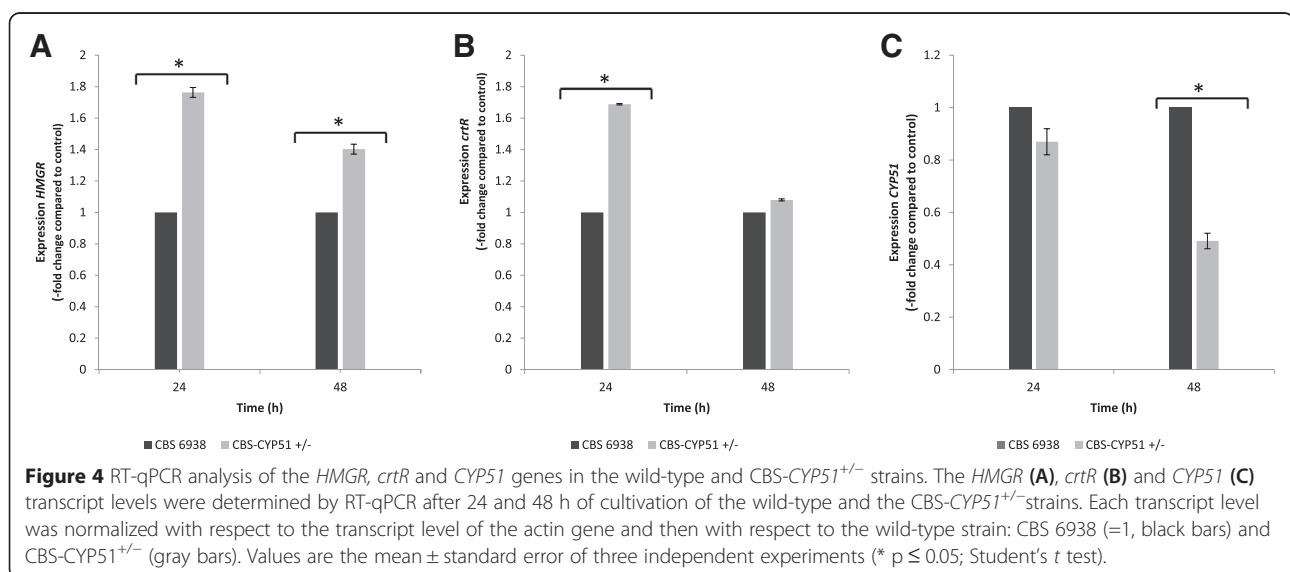 A
Expression HMGR
(-fold change compared to control)
2
1.8
1.6
1.4
1.2
1
0.8
0.6
0.4
0.2
0
*
*
24
48
Time (h)
CBS 6938
CBS-CYP51 +/-
B
Expression crtR
(-fold change compared to control)
2
1.8
1.6
1.4
1.2
1
0.8
0.6
0.4
0.2
0
*
24
48
Time (h)
CBS 6938
CBS-CYP51 +/-
C
Expression CYP51
(-fold change compared to control)
1.2
1
0.8
0.6
0.4
0.2
0
*
24
48
Time (h)
CBS 6938
CBS-CYP51 +/-
Figure 4 RT-qPCR analysis of the HMGR, crtR and CYP51 genes in the wild-type and CBS-CYP51+/− strains. The HMGR (A), crtR (B) and CYP51 (C)
transcript levels were determined by RT-qPCR after 24 and 48 h of cultivation of the wild-type and the CBS-CYP51+/−strains. Each transcript level
was normalized with respect to the transcript level of the actin gene and then with respect to the wild-type strain: CBS 6938 (=1, black bars) and
CBS-CYP51+/− (gray bars). Values are the mean ± standard error of three independent experiments (* p ≤ 0.05; Student's t test).